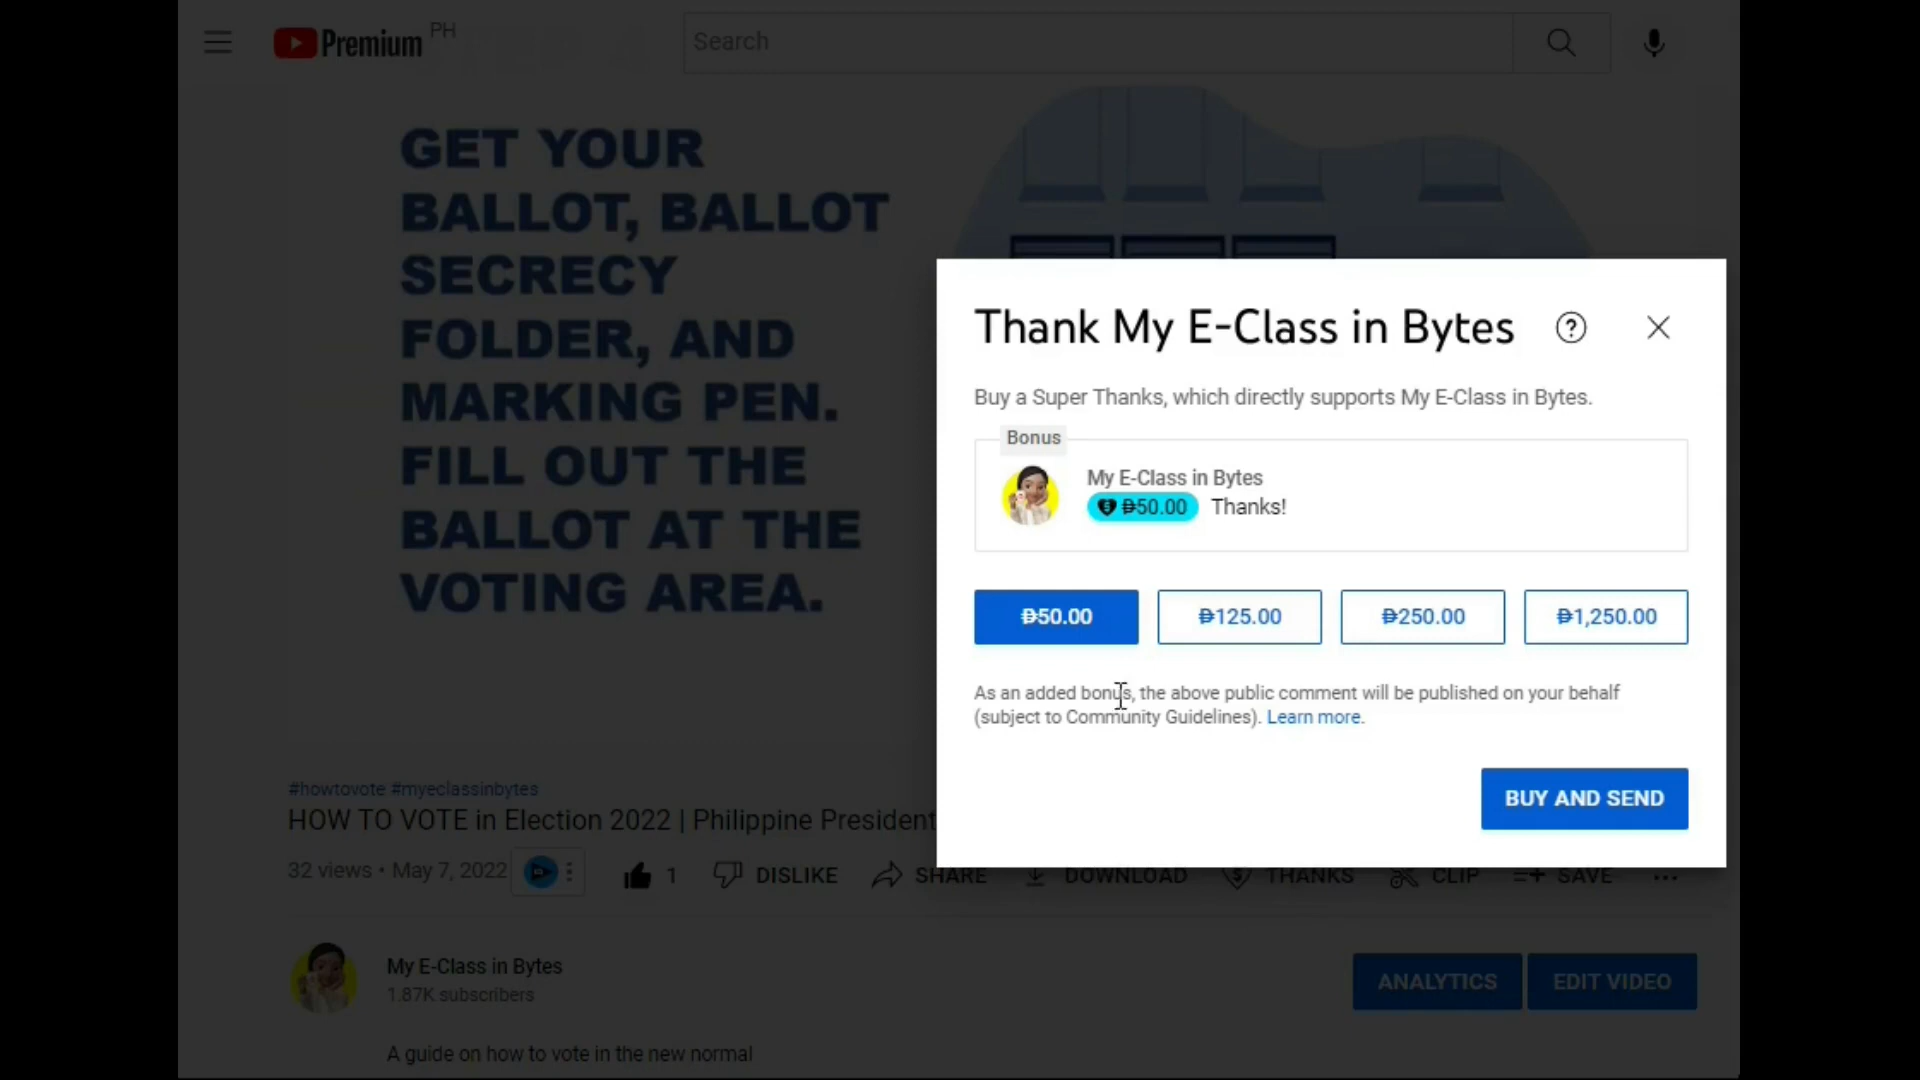 Premium PH
Search
GET YOUR
BALLOT, BALLOT
SECRECY
FOLDER, AND
MARKING PEN.
FILL OUT THE
BALLOT AT THE
VOTING AREA.
Thank My E-Class in Bytes
Buy a Super Thanks, which directly supports My E-Class in Bytes.
Bonus
My E-Class in Bytes
₱50.00 Thanks!
₱50.00 ₱125.00 ₱250.00 ₱1,250.00
As an added bonus, the above public comment will be published on your behalf
(subject to Community Guidelines). Learn more.
BUY AND SEND
#howtovote #myeclassinbytes
HOW TO VOTE in Election 2022 | Philippine President
32 views • May 7, 2022 1 DISLIKE SHARE DOWNLOAD THANKS CLIP SAVE
My E-Class in Bytes
1.87K subscribers
ANALYTICS EDIT VIDEO
A guide on how to vote in the new normal